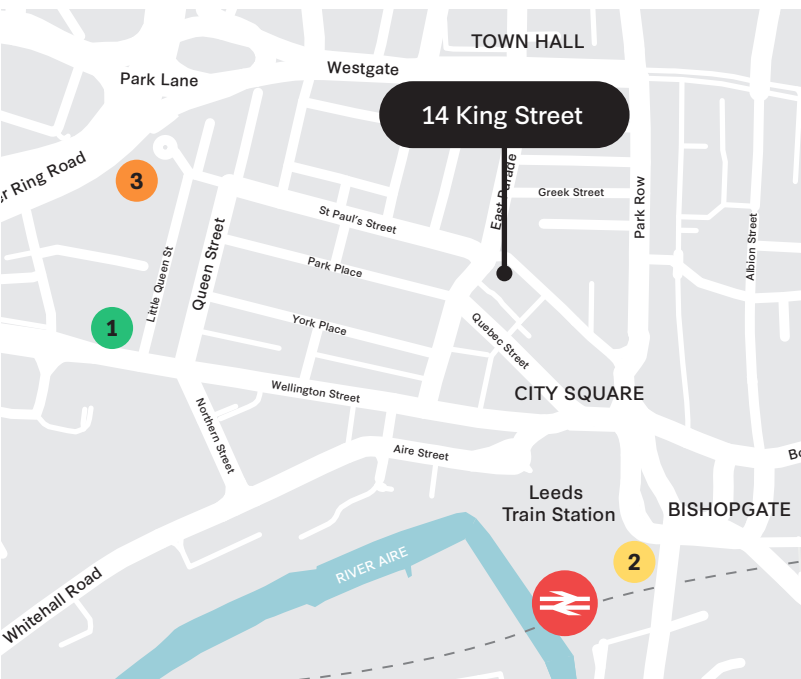 TOWN HALL
Westgate
Park Lane
14 King Street
er Ring Road
3
East Parade
Greek Street
Park Row
St Paul's Street
Albion Street
Queen Street
Little Queen St
Park Place
1
York Place
Quebec Street
Wellington Street
CITY SQUARE
Northern Street
Aire Street
Leeds
Train Station
BISHOPGATE
RIVER AIRE
2
Whitehall Road